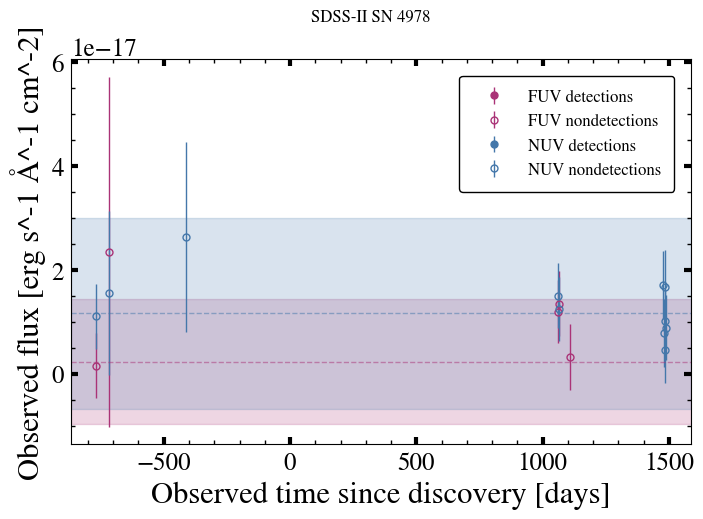 SDSS-II SN 4978
1e−17
6
4
2
0
Observed flux [erg s^-1 Å^-1 cm^-2]
FUV detections
FUV nondetections
NUV detections
NUV nondetections
−500
0
500
1000
1500
Observed time since discovery [days]